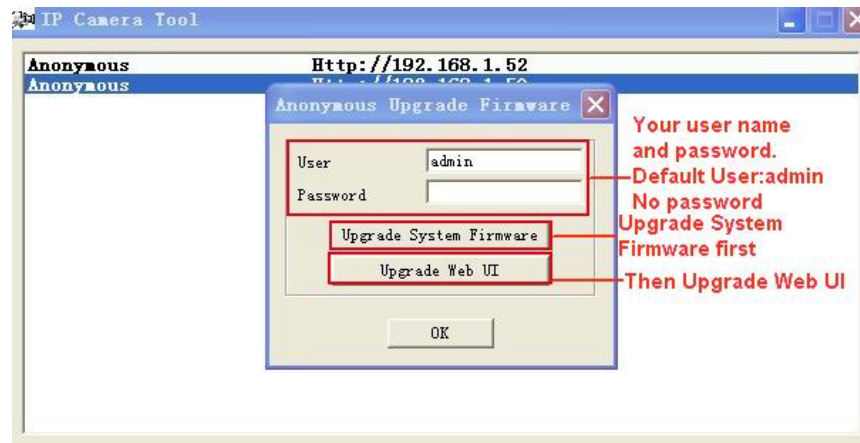 IP Camera Tool
Anonymous Http://192.168.1.52
Anonymous
Anonymous Upgrade Firmware
User admin
Password
Upgrade System Firmware
Upgrade Web UI
OK
Your user name
and password.
Default User:admin
No password
Upgrade System
Firmware first
Then Upgrade Web UI